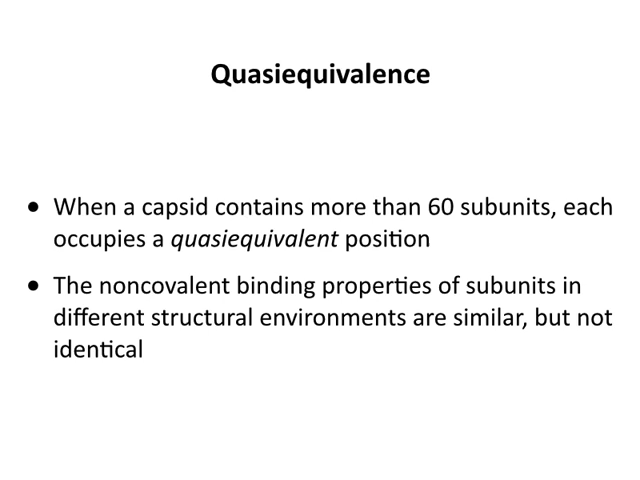 Quasiequivalence
• When a capsid contains more than 60 subunits, each
occupies a quasiequivalent position
• The noncovalent binding properties of subunits in
different structural environments are similar, but not
identical